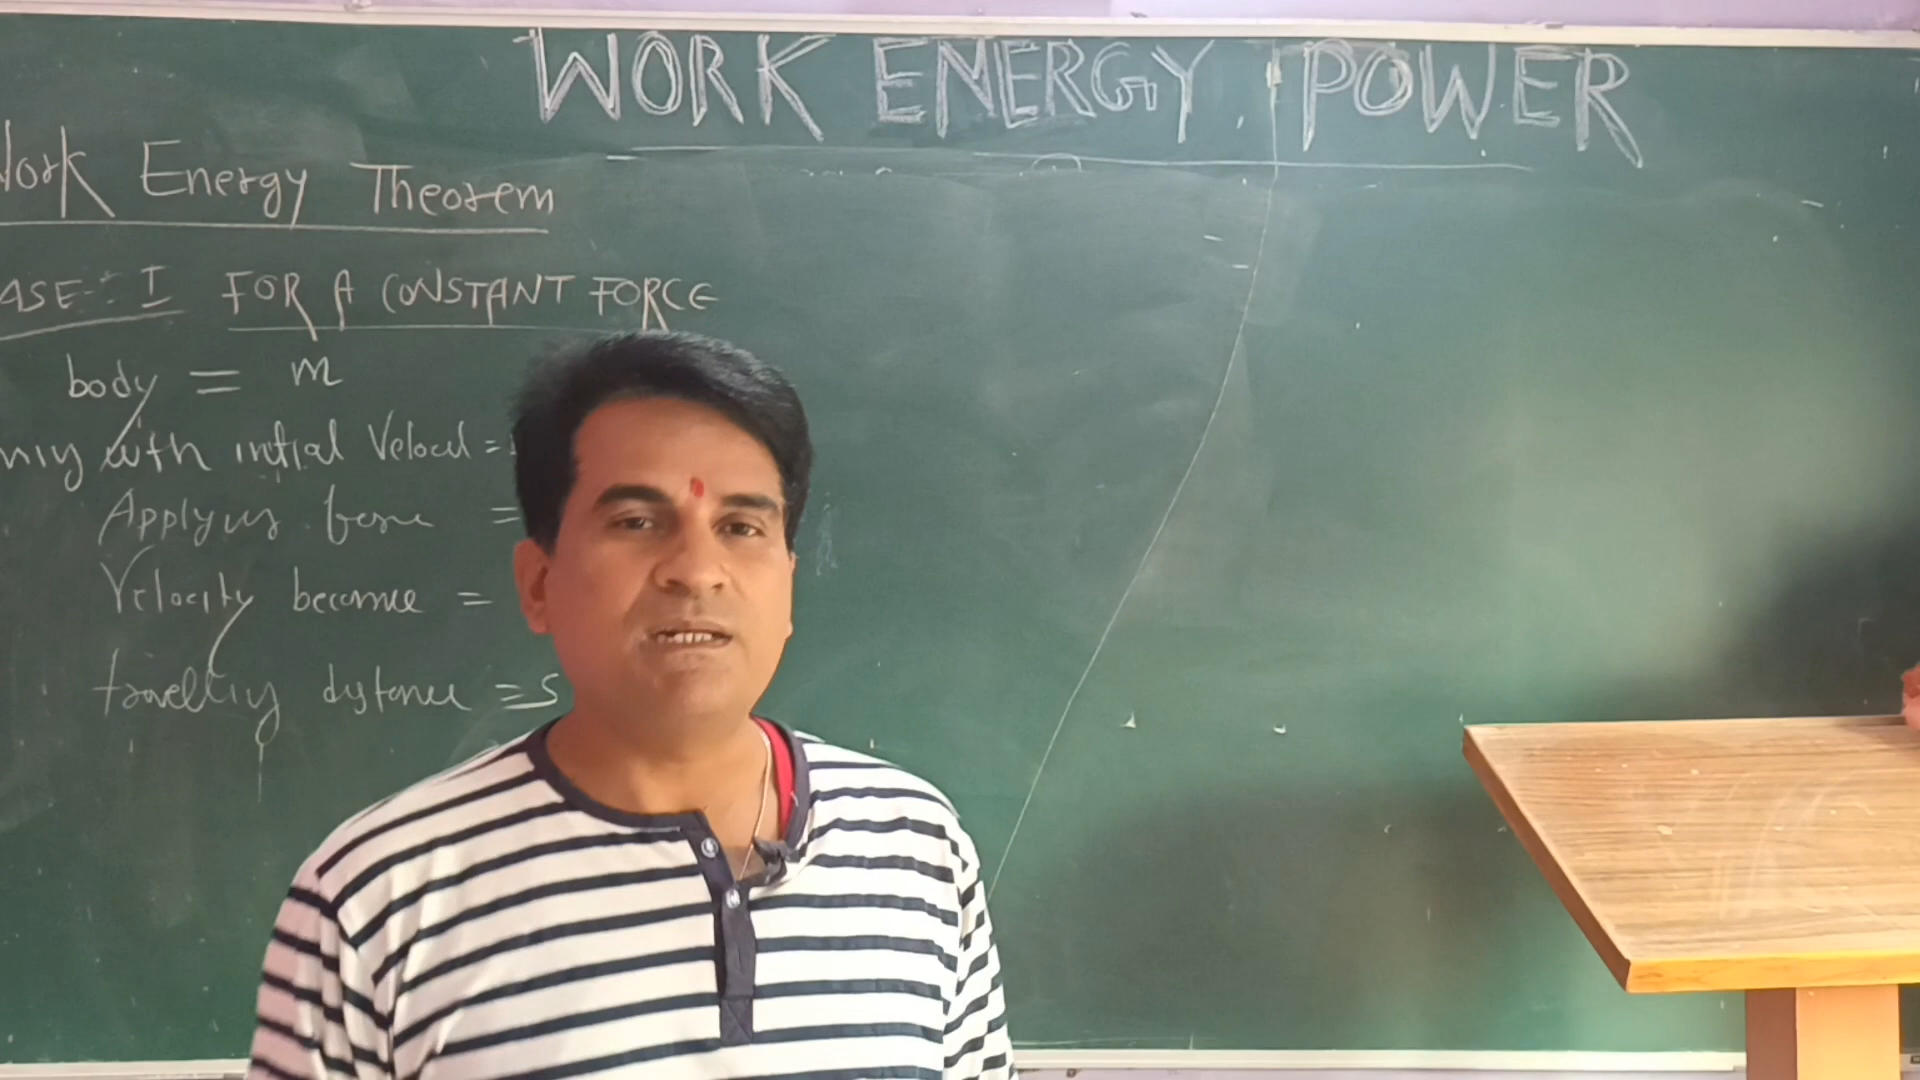 WORK ENERGY, POWER
Work Energy Theorem
CASE-: I FOR A CONSTANT FORCE
body = m
with initial Velocit =
Applying force =
Velocity become =
travelling distance = S